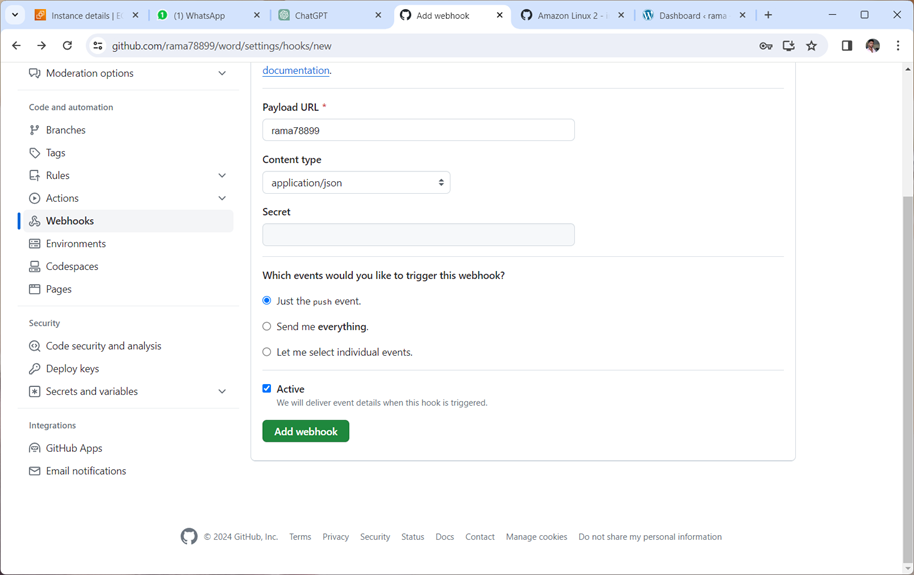 Instance details | E
(1) WhatsApp
ChatGPT
Add webhook
Amazon Linux 2 -
Dashboard ‹ rama
github.com/rama78899/word/settings/hooks/new
Moderation options
Code and automation
Branches
Tags
Rules
Actions
Webhooks
Environments
Codespaces
Pages
Security
Code security and analysis
Deploy keys
Secrets and variables
Integrations
GitHub Apps
Email notifications
documentation.
Payload URL *
rama78899
Content type
application/json
Secret
Which events would you like to trigger this webhook?
Just the push event.
Send me everything.
Let me select individual events.
Active
We will deliver event details when this hook is triggered.
Add webhook
© 2024 GitHub, Inc. Terms Privacy Security Status Docs Contact Manage cookies Do not share my personal information